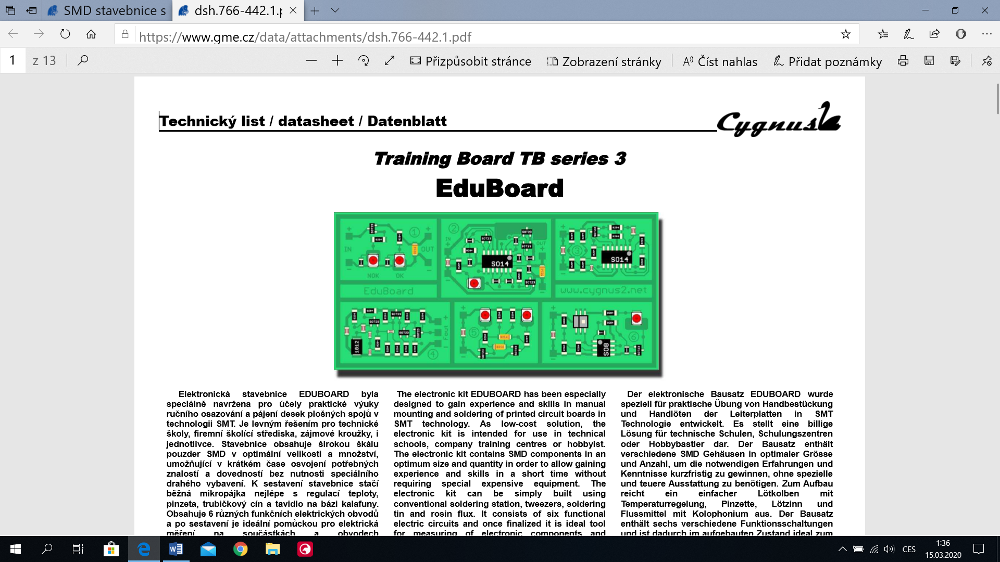 SMD stavebnice s
dsh.766-442.1.p
https://www.gme.cz/data/attachments/dsh.766-442.1.pdf
1 z 13
Přizpůsobit stránce
Zobrazení stránky
Číst nahlas
Přidat poznámky
Technický list / datasheet / Datenblatt
Cygnus2
Training Board TB series 3
EduBoard
1
IN
OUT
NOK OK
EduBoard
2
IN
OUT
SOT23
SO14
3
SO14
www.cygnus2.net
1812
Fout
4
5
6
SO8
Elektronická stavebnice EDUBOARD byla
speciálně navržena pro účely praktické výuky
ručního osazování a pájení desek plošných spojů v
technologii SMT. Je levným řešením pro technické
školy, firemní školící střediska, zájmové kroužky, i
jednotlivce. Stavebnice obsahuje širokou škálu
pouzder SMD v optimální velikosti a množství,
umožňující v krátkém čase osvojení potřebných
znalostí a dovedností bez nutnosti speciálního
drahého vybavení. K sestavení stavebnice stačí
běžná mikropájka nejlépe s regulací teploty,
pinzeta, trubičkový cín a tavidlo na bázi kalafuny.
Obsahuje 6 různých funkčních elektrických obvodů
a po sestavení je ideální pomůckou pro elektrická
měření na součástkách a obvodech
The electronic kit EDUBOARD has been especially
designed to gain experience and skills in manual
mounting and soldering of printed circuit boards in
SMT technology. As low-cost solution, the
electronic kit is intended for use in technical
schools, company training centres or hobbyist.
The electronic kit contains SMD components in an
optimum size and quantity in order to allow gaining
experience and skills in a short time without
requiring special expensive equipment. The
electronic kit can be simply built using
conventional soldering station, tweezers, soldering
tin and rosin flux. It consists of six functional
electric circuits and once finalized it is ideal tool
for measuring of electronic components and
Der elektronische Bausatz EDUBOARD wurde
speziell für praktische Übung von Handbestückung
und Handlöten der Leiterplatten in SMT
Technologie entwickelt. Es stellt eine billige
Lösung für technische Schulen, Schulungszentren
oder Hobbybastler dar. Der Bausatz enthält
verschiedene SMD Gehäusen in optimaler Grösse
und Anzahl, um die notwendigen Erfahrungen und
Kenntnisse kurzfristig zu gewinnen, ohne spezielle
und teuere Ausstattung zu benötigen. Zum Aufbau
reicht ein einfacher Lötkolben mit
Temperaturregelung, Pinzette, Lötzinn und
Flussmittel mit Kolophonium aus. Der Bausatz
enthält sechs verschiedene Funktionsschaltungen
und ist dadurch im aufgebauten Zustand ideal zum
CES
1:36
15.03.2020